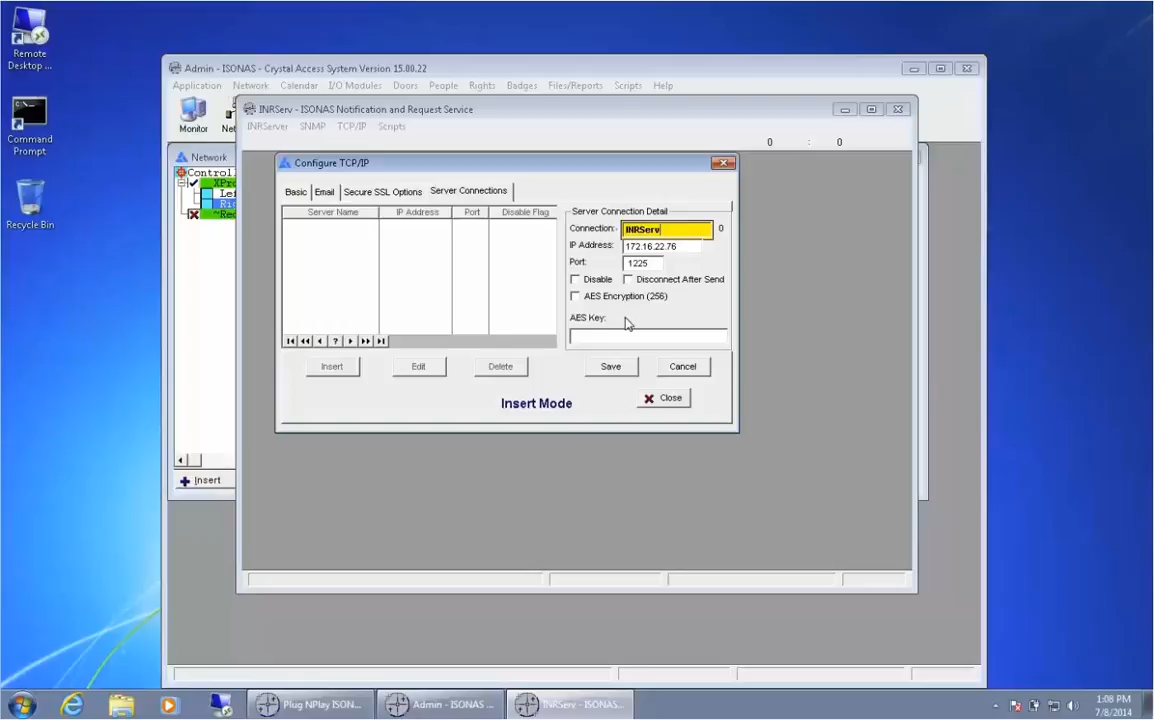 Remote
Desktop ...
Command
Prompt
Recycle Bin
Admin - ISONAS - Crystal Access System Version 15.00.22
Application Network Calendar I/O Modules Doors People Rights Badges Files/Reports Scripts Help
Monitor
INRServ - ISONAS Notification and Request Service
INRServer SNMP TCP/IP Scripts
0 : 0
Network
Configure TCP/IP
Basic Email Secure SSL Options Server Connections
Server Name IP Address Port Disable Flag
Server Connection Detail
Connection:- INRServ 0
IP Address: 172.16.22.76
Port: 1225
Disable Disconnect After Send
AES Encryption (256)
AES Key:
?
Insert Edit Delete Save Cancel
Insert Mode
Close
Insert
Plug NPlay ISON...
Admin - ISONAS ...
INRServ - ISONAS...
1:08 PM
7/8/2014